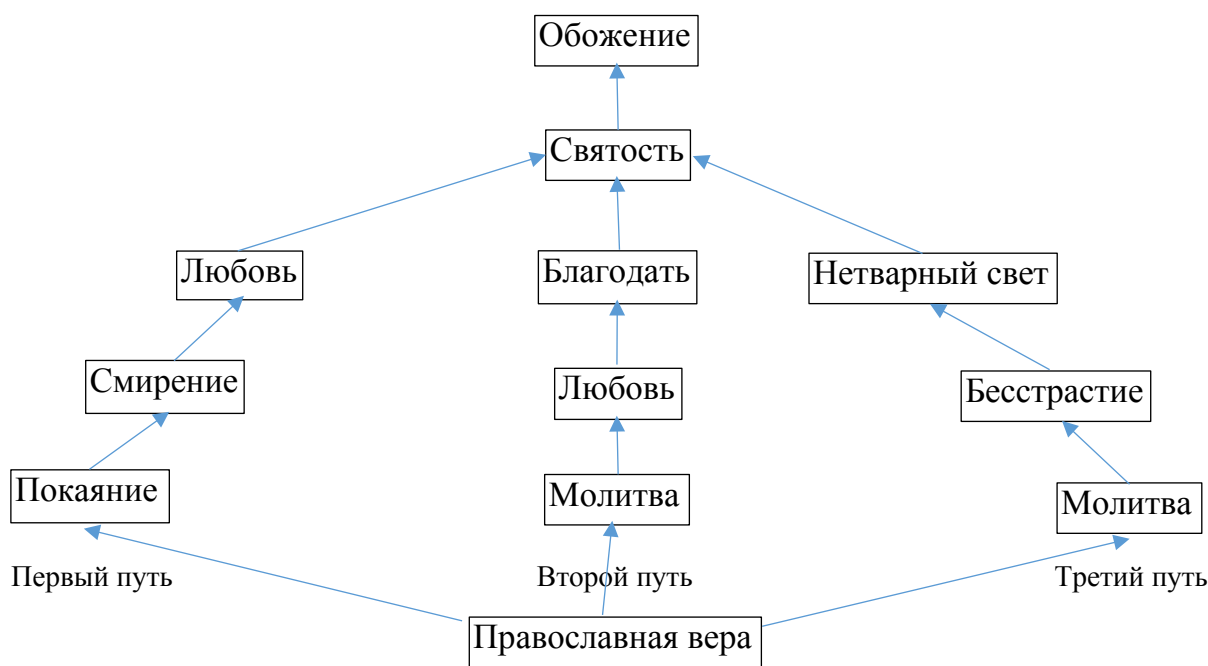 Обожение
Святость
Любовь
Благодать
Нетварный свет
Смирение
Любовь
Бесстрастие
Покаяние
Молитва
Молитва
Первый путь
Второй путь
Третий путь
Православная вера